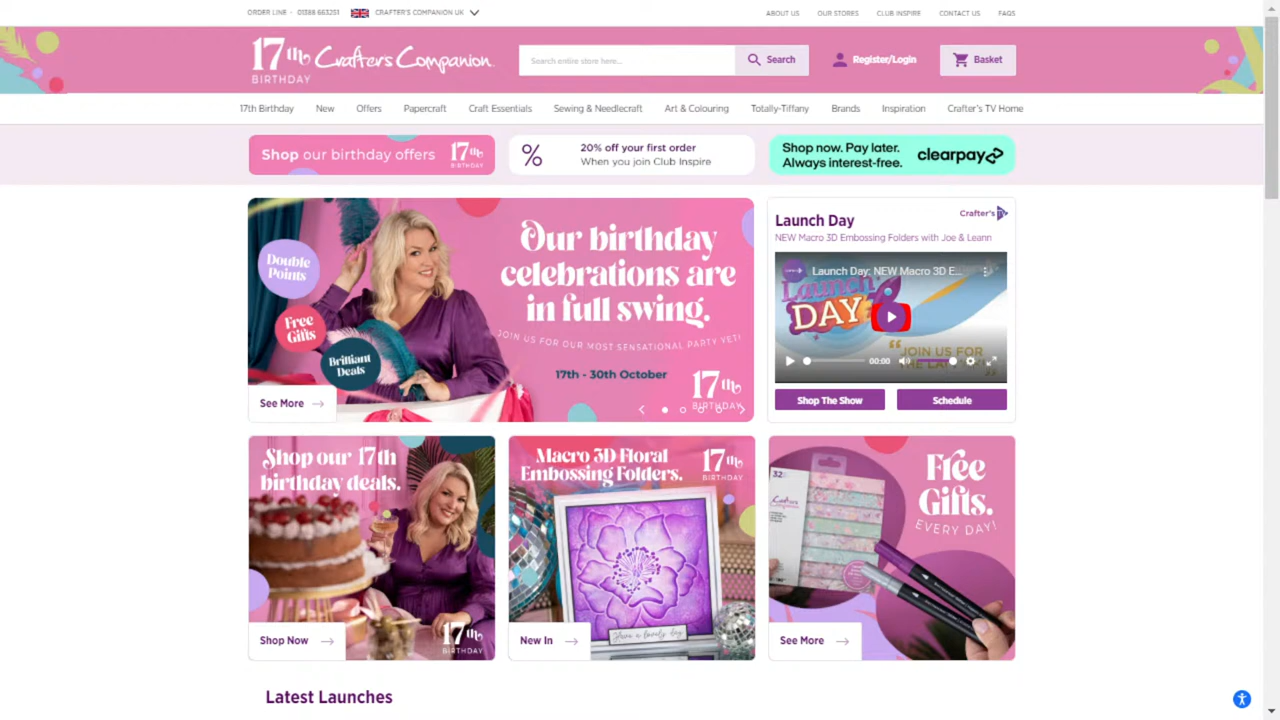 ORDER LINE - 01388 663251
CRAFTER'S COMPANION UK
ABOUT US
OUR STORES
CLUB INSPIRE
CONTACT US
FAQS
17th
BIRTHDAY
Crafter's Companion
Search entire store here...
Search
Register/Login
Basket
17th Birthday
New
Offers
Papercraft
Craft Essentials
Sewing & Needlecraft
Art & Colouring
Totally-Tiffany
Brands
Inspiration
Crafter's TV Home
Shop our birthday offers
17th
BIRTHDAY
%
20% off your first order
When you join Club Inspire
Shop now. Pay later.
Always interest-free.
clearpay
Double
Points
Free
Gifts
Brilliant
Deals
Our birthday
celebrations are
in full swing.
JOIN US FOR OUR MOST SENSATIONAL PARTY YET!
17th - 30th October
17th
BIRTHDAY
See More
Launch Day
Crafter's TV
NEW Macro 3D Embossing Folders with Joe & Leann
Launch Day: NEW Macro 3D E...
LAUNCH
DAY
JOIN US FOR
00:00
Shop The Show
Schedule
Shop our 17th
birthday deals.
Shop Now
17th
BIRTHDAY
Macro 3D Floral
Embossing Folders.
17th
BIRTHDAY
Have a lovely day
New In
Free
Gifts.
EVERY DAY!
32
See More
Latest Launches